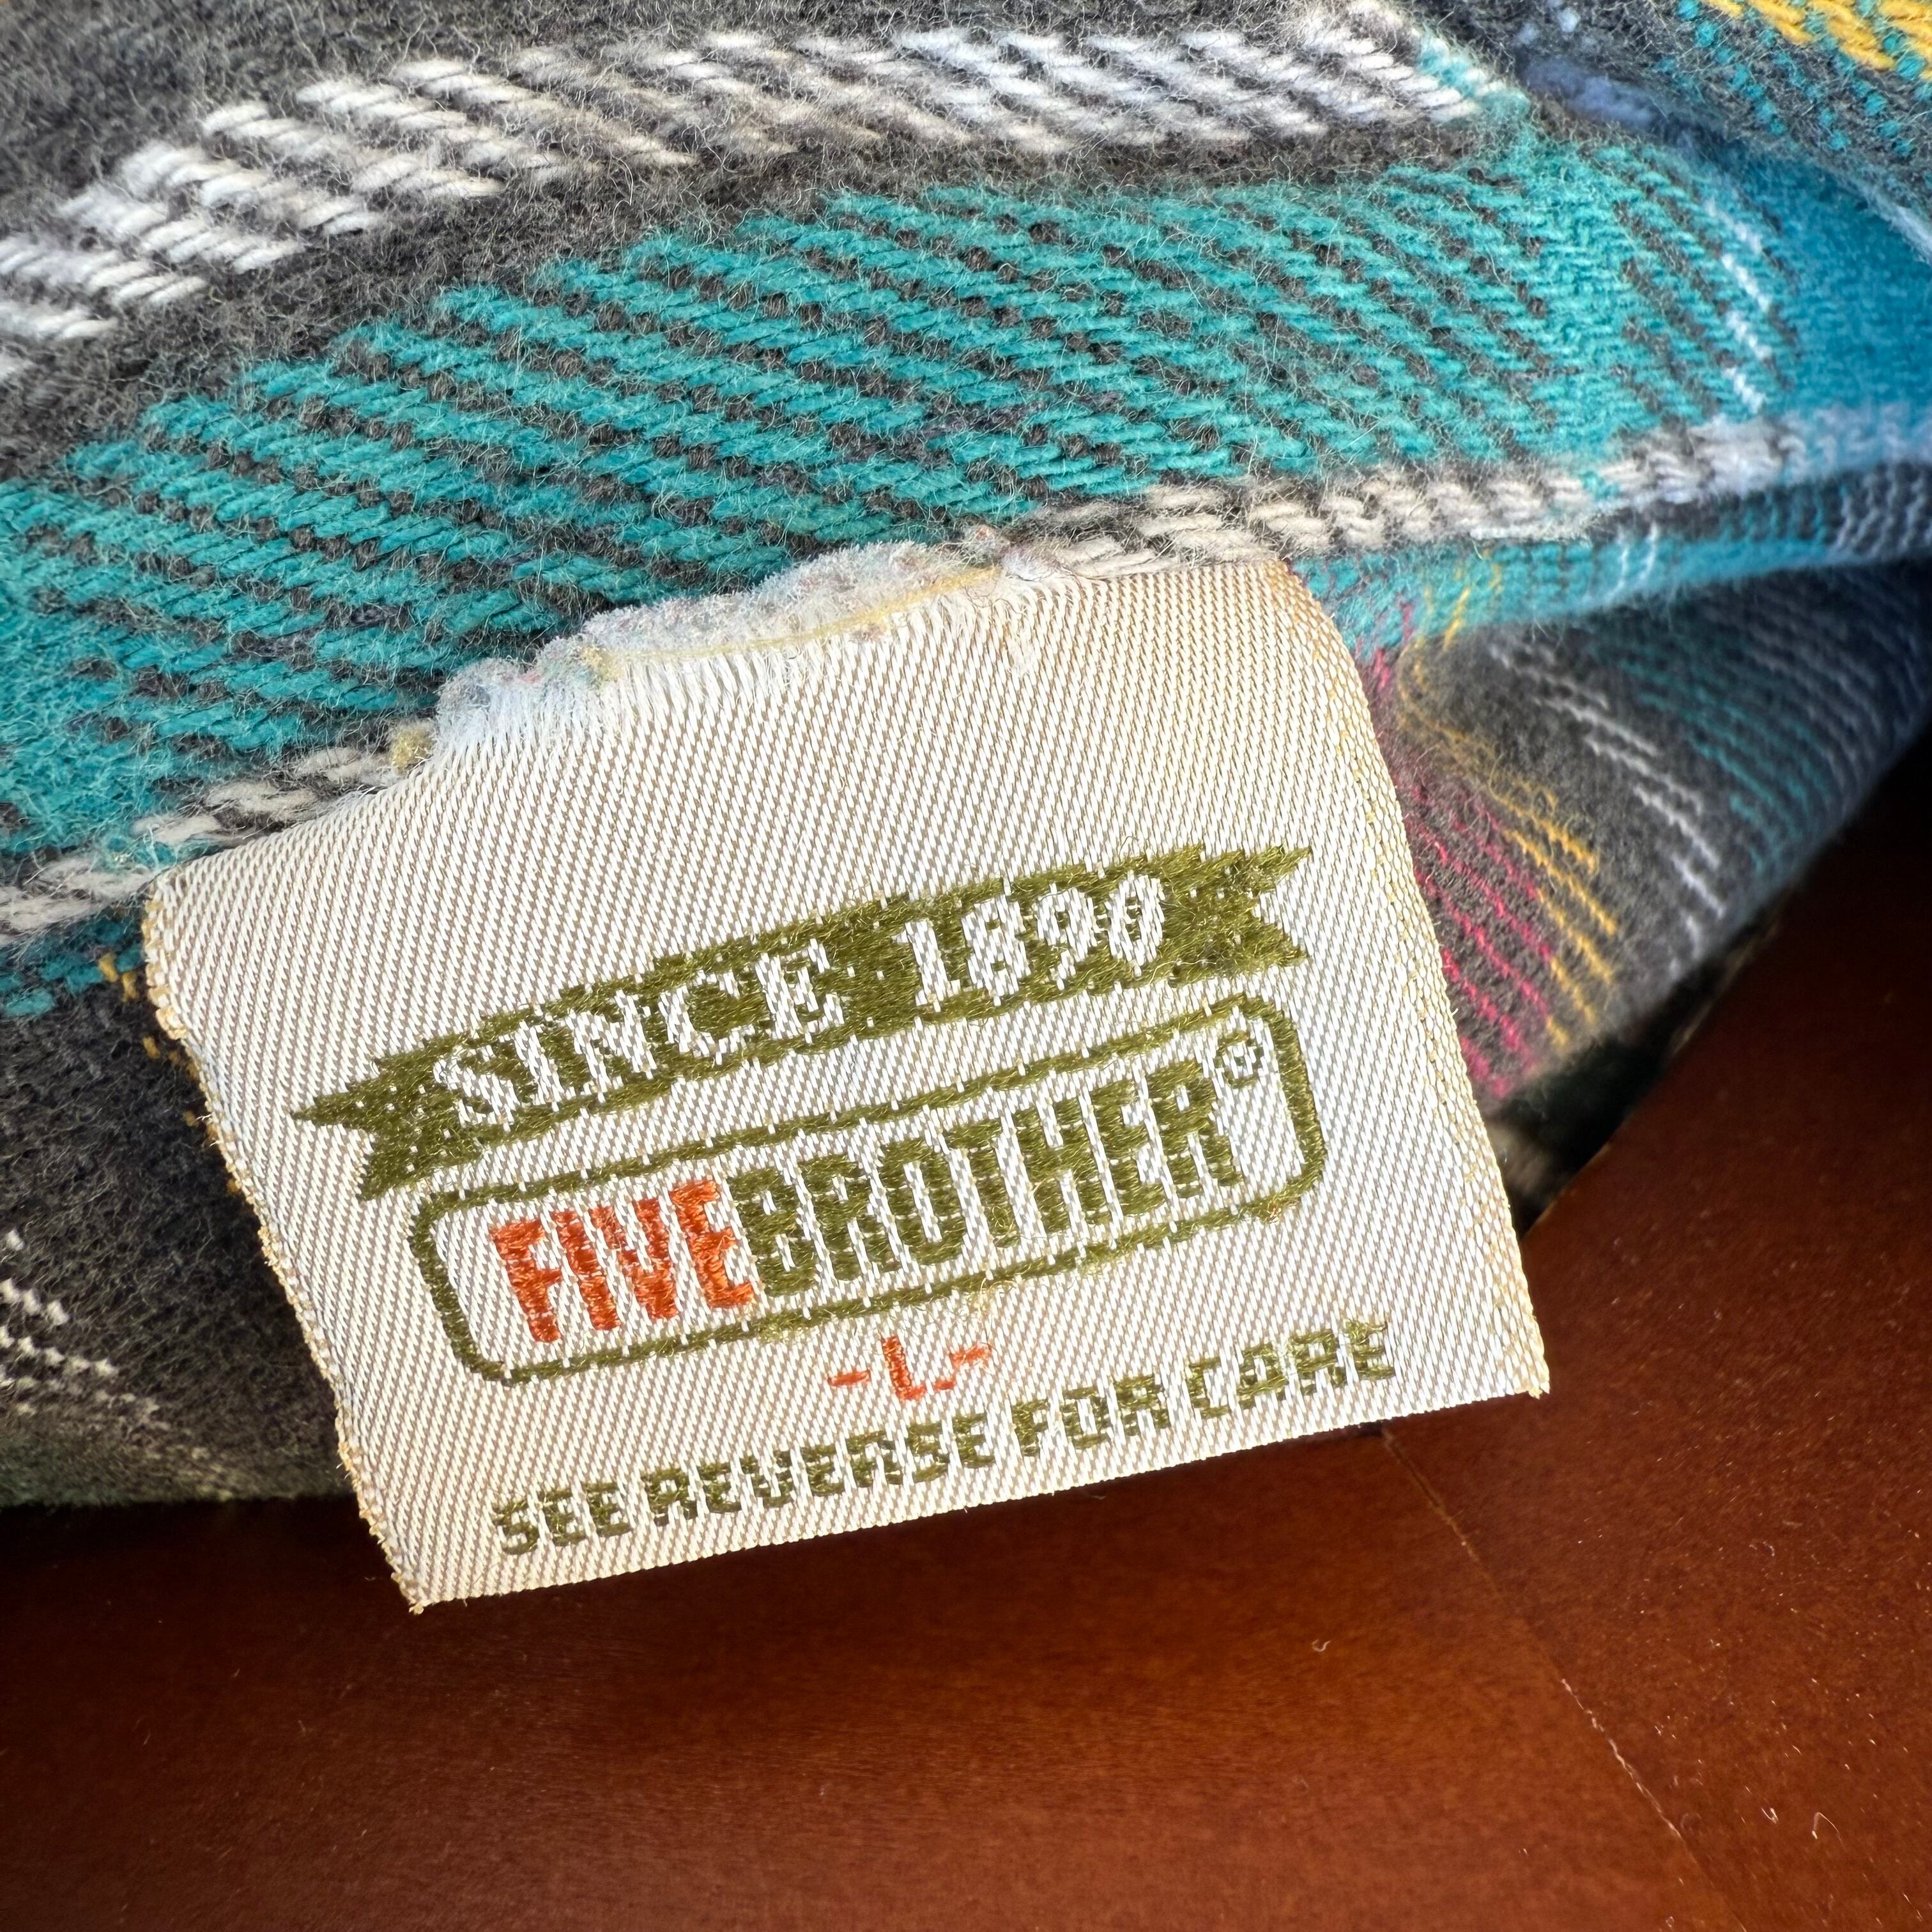 SINCE 1890
FIVEBROTHER®
-L-
SEE REVERSE FOR CARE